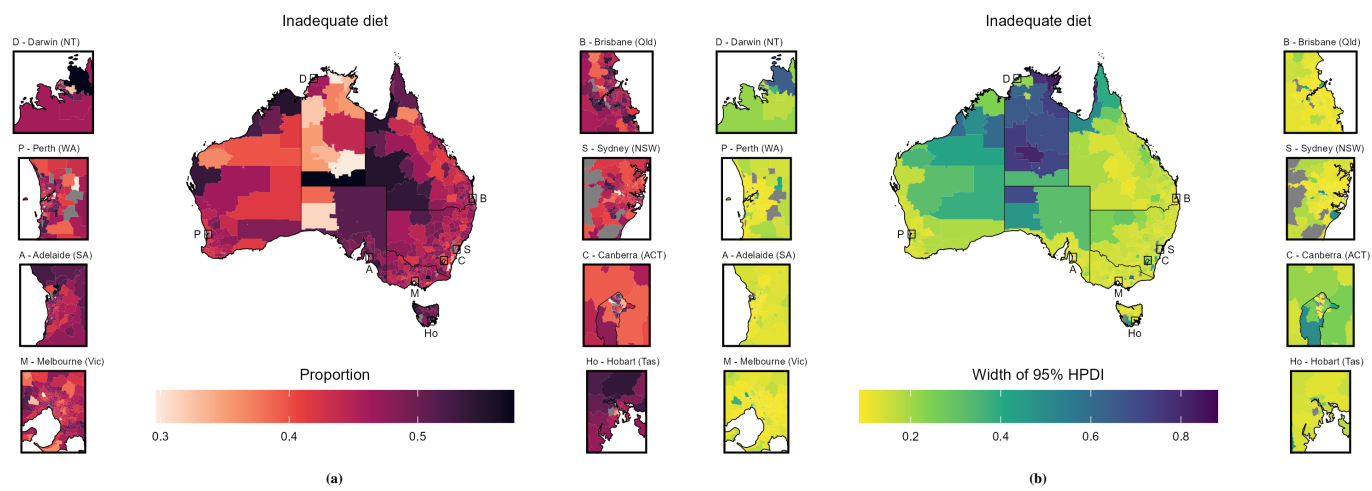 Inadequate diet
D - Darwin (NT)
P - Perth (WA)
A - Adelaide (SA)
M - Melbourne (Vic)
D
P
A
M
B
S
C
Ho
B - Brisbane (Qld)
S - Sydney (NSW)
C - Canberra (ACT)
Ho - Hobart (Tas)
Proportion
0.3 0.4 0.5
(a)
Inadequate diet
D - Darwin (NT)
P - Perth (WA)
A - Adelaide (SA)
M - Melbourne (Vic)
D
P
A
M
B
S
C
Ho
B - Brisbane (Qld)
S - Sydney (NSW)
C - Canberra (ACT)
Ho - Hobart (Tas)
Width of 95% HPDI
0.2 0.4 0.6 0.8
(b)